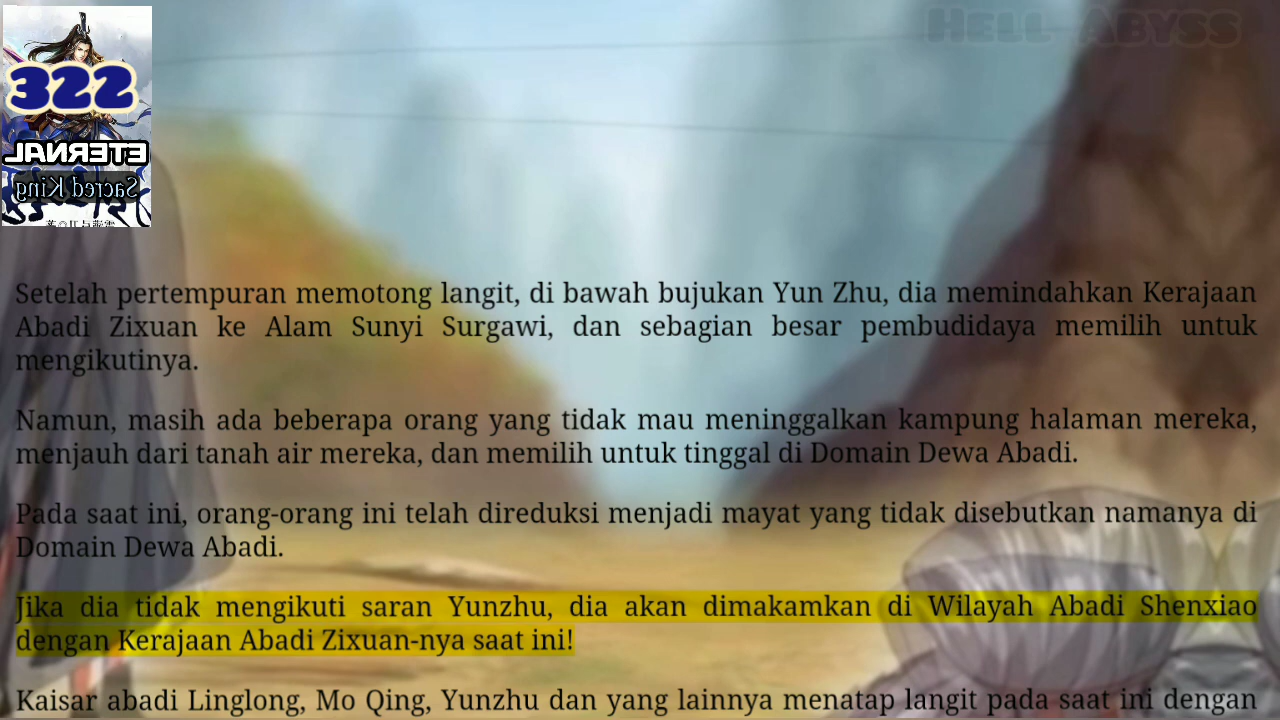 Hell Abyss
322
ETERNAL
Sacred King
Setelah pertempuran memotong langit, di bawah bujukan Yun Zhu, dia memindahkan Kerajaan
Abadi Zixuan ke Alam Sunyi Surgawi, dan sebagian besar pembudidaya memilih untuk
mengikutinya.
Namun, masih ada beberapa orang yang tidak mau meninggalkan kampung halaman mereka,
menjauh dari tanah air mereka, dan memilih untuk tinggal di Domain Dewa Abadi.
Pada saat ini, orang-orang ini telah direduksi menjadi mayat yang tidak disebutkan namanya di
Domain Dewa Abadi.
Jika dia tidak mengikuti saran Yunzhu, dia akan dimakamkan di Wilayah Abadi Shenxiao
dengan Kerajaan Abadi Zixuan-nya saat ini!
Kaisar abadi Linglong, Mo Qing, Yunzhu dan yang lainnya menatap langit pada saat ini dengan